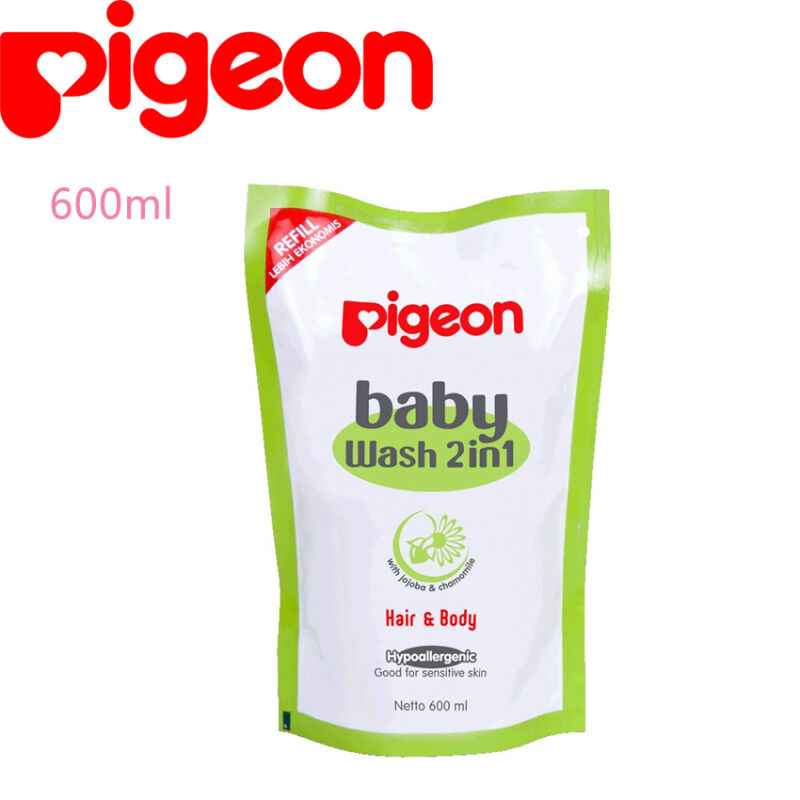 pigeon
600ml
REFILL
LEBIH EKONOMIS
pigeon
baby
Wash 2in1
with jojoba & chamomile
Hair & Body
Hypoallergenic
Good for sensitive skin
Netto 600 ml